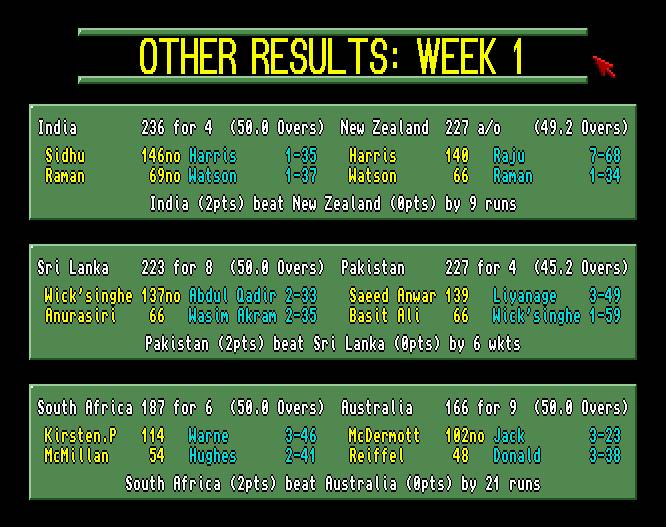 OTHER RESULTS: WEEK 1
India 236 for 4 (50.0 Overs) New Zealand 227 a/o (49.2 Overs)
Sidhu 146no Harris 1-35 Harris 140 Raju 7-68
Raman 69no Watson 1-37 Watson 66 Raman 1-34
India (2pts) beat New Zealand (0pts) by 9 runs
Sri Lanka 223 for 8 (50.0 Overs) Pakistan 227 for 4 (45.2 Overs)
Wick'singhe 137no Abdul Qadir 2-33 Saeed Anwar 139 Liyanage 3-49
Anurasiri 66 Wasim Akram 2-35 Basit Ali 66 Wick'singhe 1-59
Pakistan (2pts) beat Sri Lanka (0pts) by 6 wkts
South Africa 187 for 6 (50.0 Overs) Australia 166 for 9 (50.0 Overs)
Kirsten.P 114 Warne 3-46 McDermott 102no Jack 3-23
McMillan 54 Hughes 2-41 Reiffel 48 Donald 3-38
South Africa (2pts) beat Australia (0pts) by 21 runs